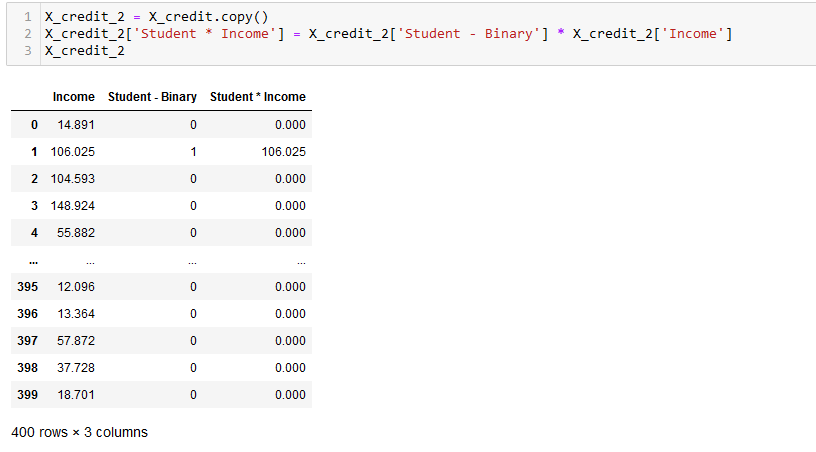 1 X_credit_2 = X_credit.copy()
2 X_credit_2['Student * Income'] = X_credit_2['Student - Binary'] * X_credit_2['Income']
3 X_credit_2
Income Student - Binary Student * Income
0 14.891 0 0.000
1 106.025 1 106.025
2 104.593 0 0.000
3 148.924 0 0.000
4 55.882 0 0.000
... ... ... ...
395 12.096 0 0.000
396 13.364 0 0.000
397 57.872 0 0.000
398 37.728 0 0.000
399 18.701 0 0.000
400 rows × 3 columns